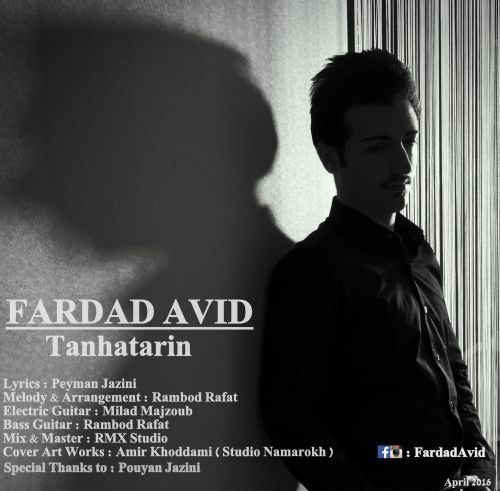 FARDAD AVID
Tanhatarin
Lyrics : Peyman Jazini
Melody & Arrangement : Rambod Rafat
Electric Guitar : Milad Majzoub
Bass Guitar : Rambod Rafat
Mix & Master : RMX Studio
Cover Art Works : Amir Khoddami ( Studio Namarokh )
Special Thanks to : Pouyan Jazini
: FardadAvid
April 2016